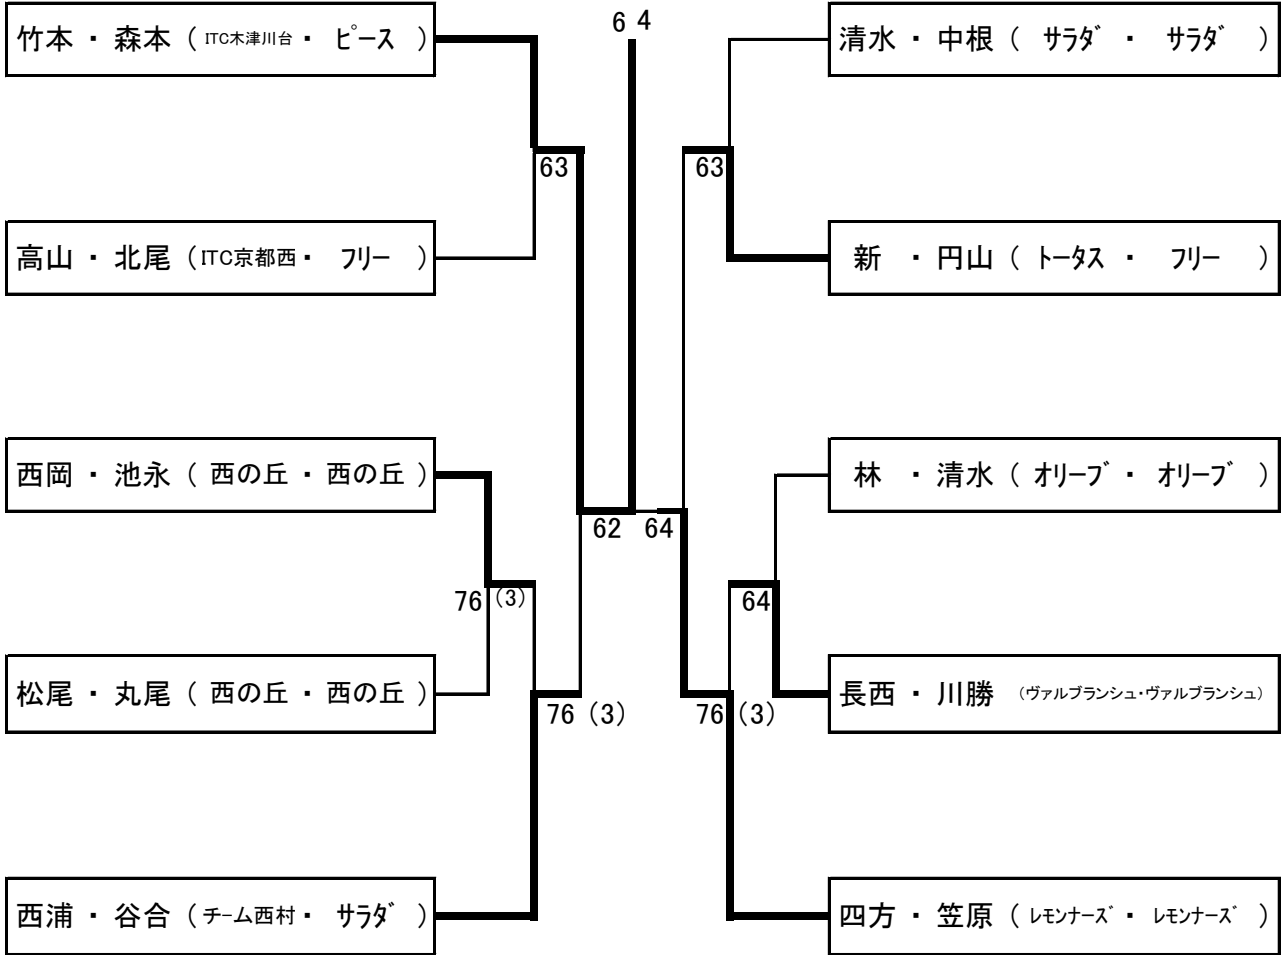 6 4
竹本 ・ 森本 ( ITC木津川台 ・ ピース )
清水 ・ 中根 ( サラダ ・ サラダ )
63
63
高山 ・ 北尾 ( ITC京都西 ・ フリー )
新 ・ 円山 ( トータス ・ フリー )
西岡 ・ 池永 ( 西の丘 ・ 西の丘 )
林 ・ 清水 ( オリーブ ・ オリーブ )
62 64
76 (3)
64
松尾 ・ 丸尾 ( 西の丘 ・ 西の丘 )
長西 ・ 川勝 (ヴァルブランシュ・ヴァルブランシュ)
76 (3)
76 (3)
西浦 ・ 谷合 ( チーム西村 ・ サラダ )
四方 ・ 笠原 ( レモンナーズ ・ レモンナーズ )